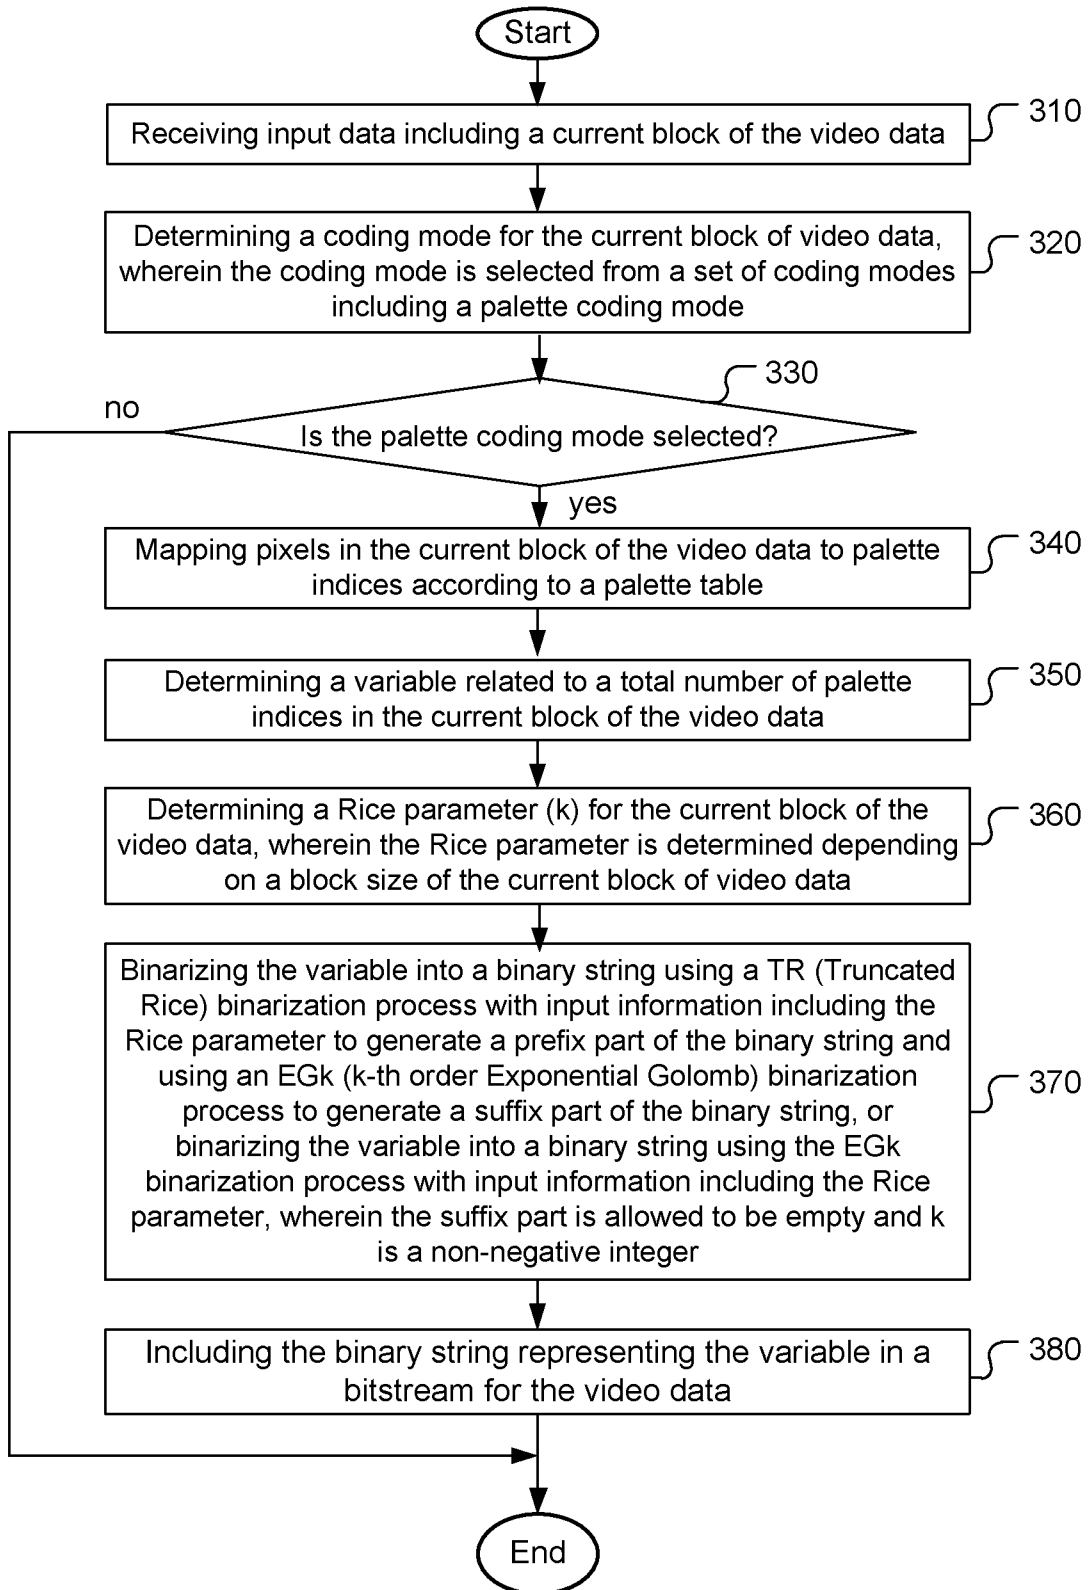 Start
Receiving input data including a current block of the video data
310
Determining a coding mode for the current block of video data,
wherein the coding mode is selected from a set of coding modes
including a palette coding mode
320
330
no
Is the palette coding mode selected?
yes
Mapping pixels in the current block of the video data to palette
indices according to a palette table
340
Determining a variable related to a total number of palette
indices in the current block of the video data
350
Determining a Rice parameter (k) for the current block of the
video data, wherein the Rice parameter is determined depending
on a block size of the current block of video data
360
Binarizing the variable into a binary string using a TR (Truncated
Rice) binarization process with input information including the
Rice parameter to generate a prefix part of the binary string and
using an EGk (k-th order Exponential Golomb) binarization
process to generate a suffix part of the binary string, or
binarizing the variable into a binary string using the EGk
binarization process with input information including the Rice
parameter, wherein the suffix part is allowed to be empty and k
is a non-negative integer
370
Including the binary string representing the variable in a
bitstream for the video data
380
End